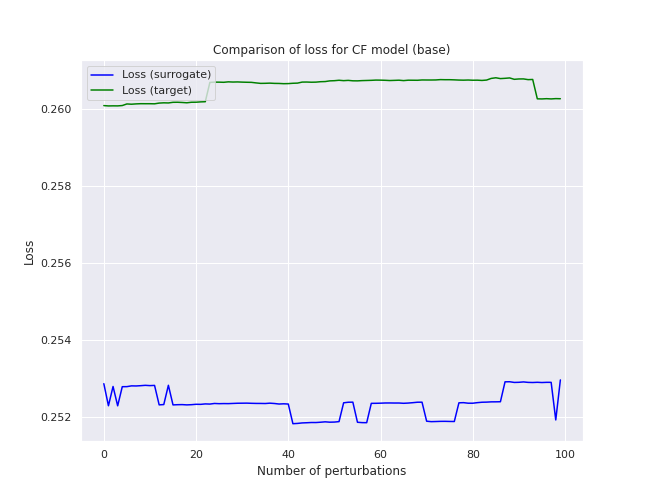 Comparison of loss for CF model (base)
Loss (surrogate)
Loss (target)
0.260
0.258
0.256
0.254
0.252
Loss
0
20
40
60
80
100
Number of perturbations